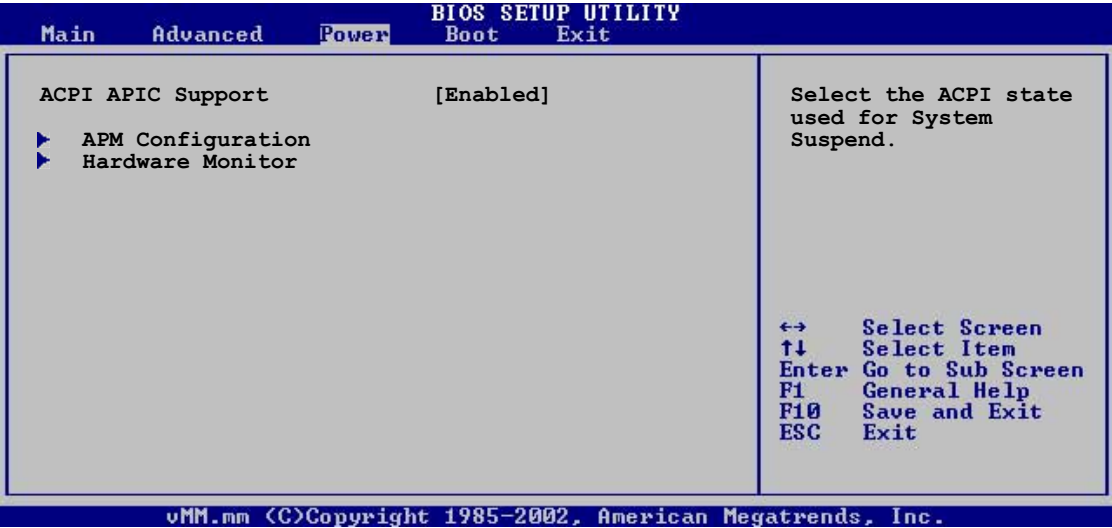 BIOS SETUP UTILITY
Main Advanced Power Boot Exit
ACPI APIC Support [Enabled]
APM Configuration
Hardware Monitor
Select the ACPI state
used for System
Suspend.
←→ Select Screen
↑↓ Select Item
Enter Go to Sub Screen
F1 General Help
F10 Save and Exit
ESC Exit
vMM.mm (C)Copyright 1985-2002, American Megatrends, Inc.